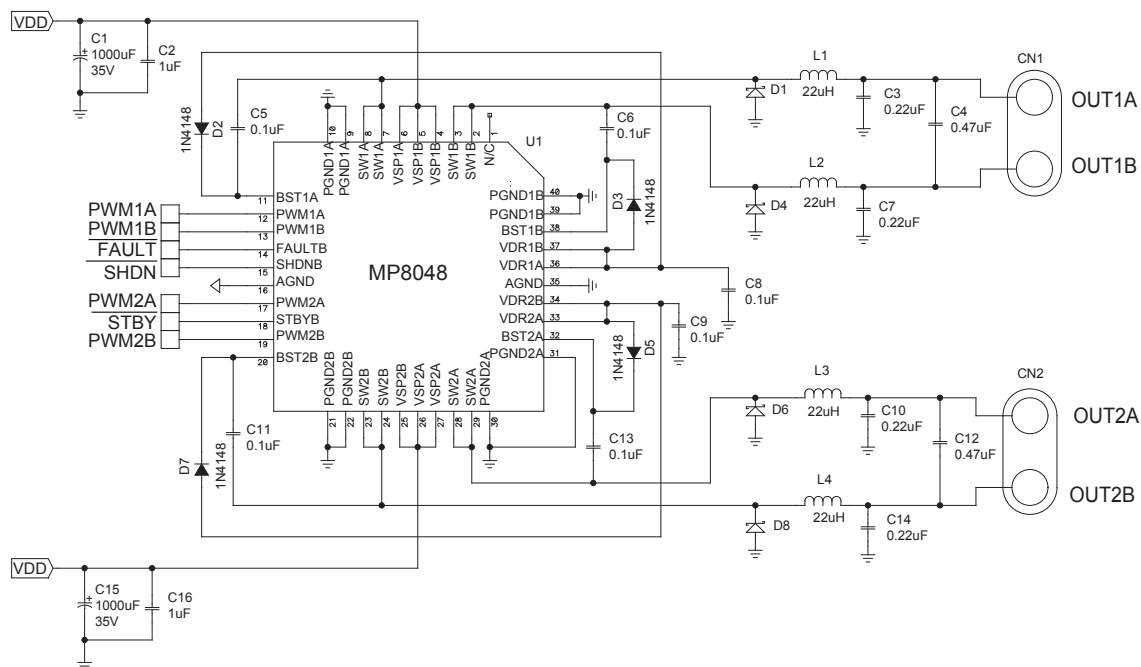 VDD
C1
1000uF
35V
C2
1uF
1N4148
D2
C5
0.1uF
10
9
8
7
6
5
4
3
2
1
PGND1A
PGND1A
SW1A
SW1A
VSP1A
VSP1B
VSP1B
SW1B
SW1B
N/C
U1
C6
0.1uF
D3
1N4148
D1
L1
22uH
C3
0.22uF
C4
0.47uF
CN1
OUT1A
OUT1B
L2
22uH
D4
C7
0.22uF
PWM1A
PWM1B
FAULT
SHDN
PWM2A
STBY
PWM2B
11
12
13
14
15
16
17
18
19
20
BST1A
PWM1A
PWM1B
FAULTB
SHDNB
AGND
PWM2A
STBYB
PWM2B
BST2B
MP8048
PGND1B
PGND1B
BST1B
VDR1B
VDR1A
AGND
VDR2B
VDR2A
BST2A
PGND2A
40
39
38
37
36
35
34
33
32
31
C8
0.1uF
C9
0.1uF
D5
1N4148
PGND2B
PGND2B
SW2B
SW2B
VSP2B
VSP2A
VSP2A
SW2A
SW2A
PGND2A
21
22
23
24
25
26
27
28
29
30
C11
0.1uF
D7
1N4148
C13
0.1uF
D6
L3
22uH
C10
0.22uF
C12
0.47uF
CN2
OUT2A
OUT2B
L4
22uH
D8
C14
0.22uF
VDD
C15
1000uF
35V
C16
1uF